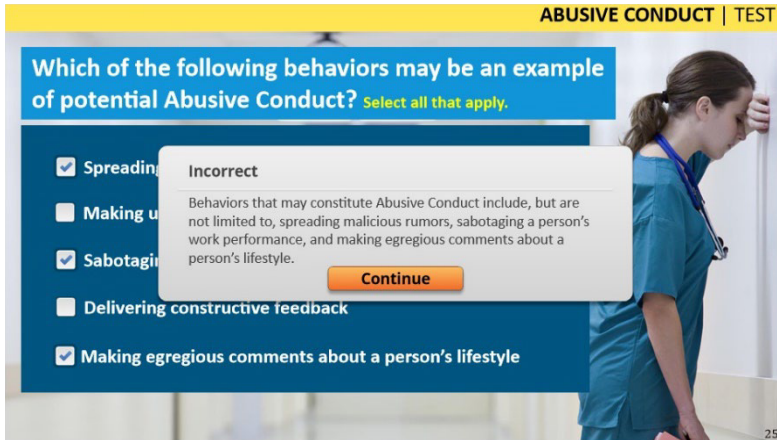 ABUSIVE CONDUCT | TEST
Which of the following behaviors may be an example
of potential Abusive Conduct? Select all that apply.
Spreading
Incorrect
Behaviors that may constitute Abusive Conduct include, but are
not limited to, spreading malicious rumors, sabotaging a person's
work performance, and making egregious comments about a
person's lifestyle.
Continue
Making u
Sabotagin
Delivering constructive feedback
Making egregious comments about a person's lifestyle
25